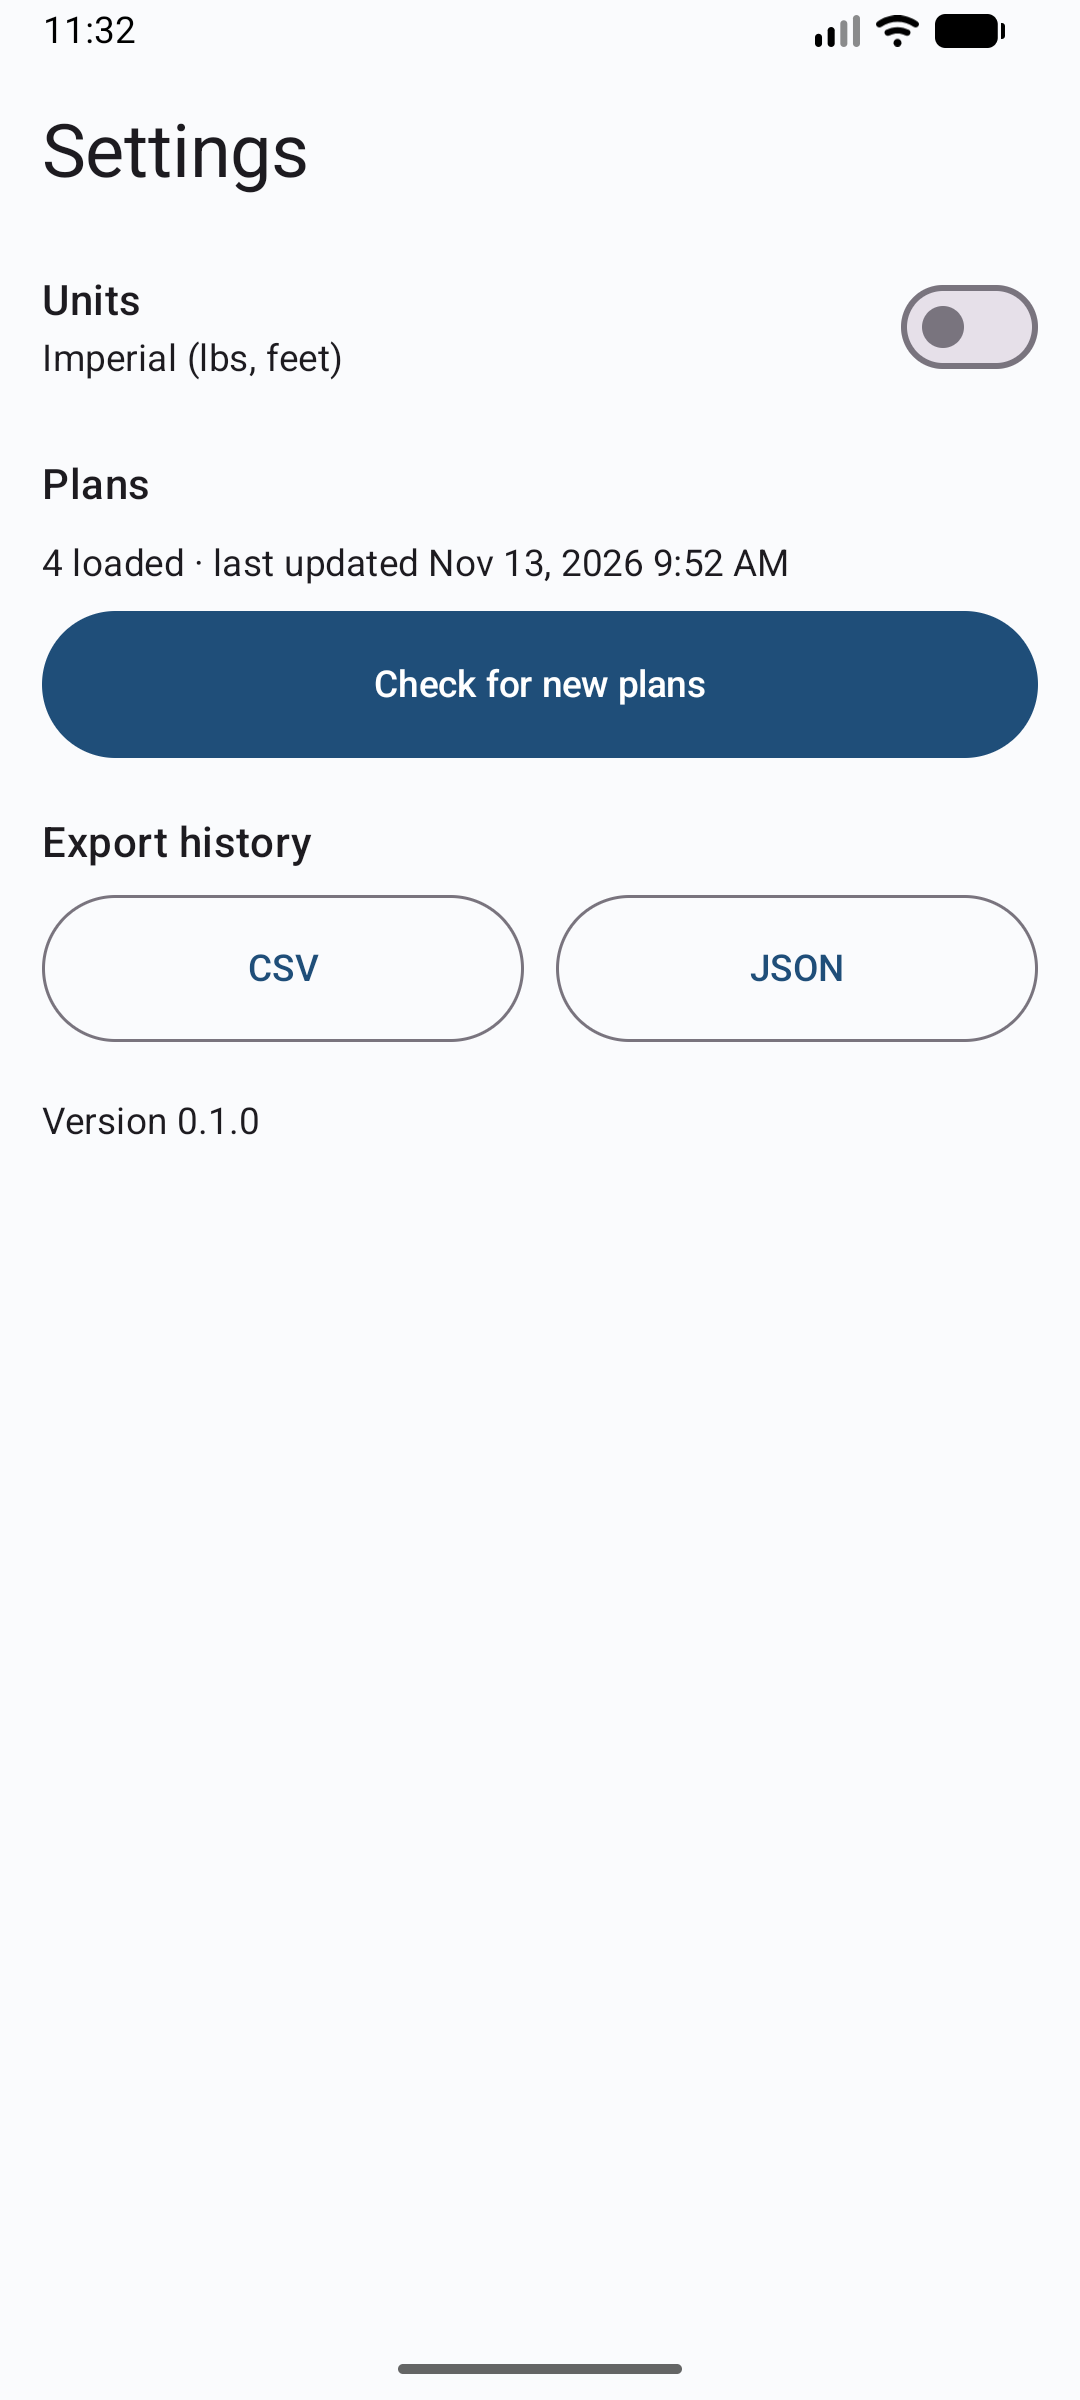 11:32
Settings
Units
Imperial (lbs, feet)
Plans
4 loaded · last updated Nov 13, 2026 9:52 AM
Check for new plans
Export history
CSV
JSON
Version 0.1.0